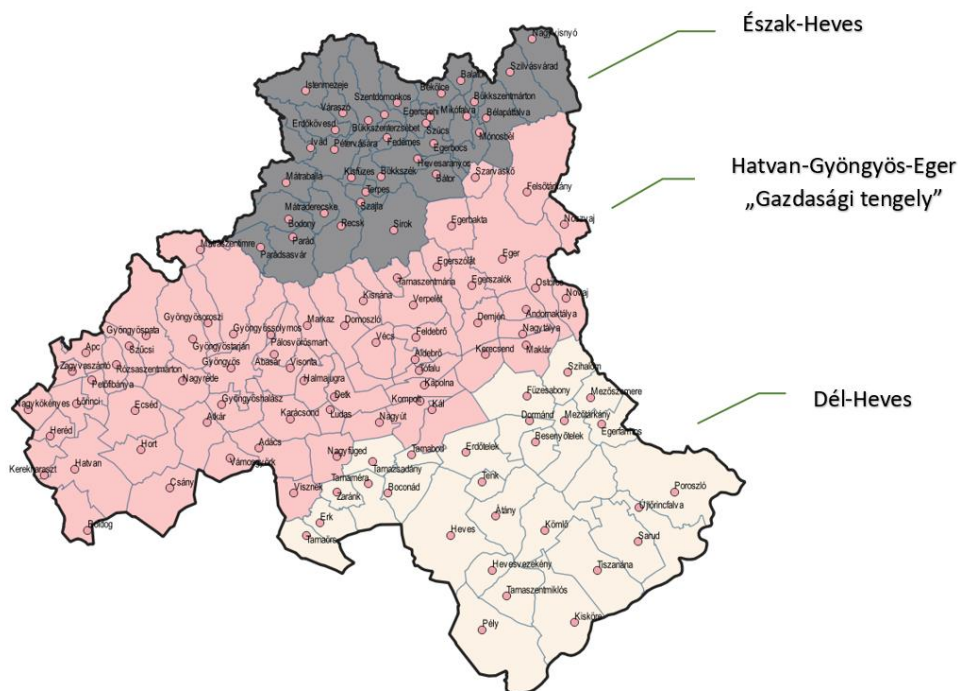 Észak-Heves
Hatvan-Gyöngyös-Eger
„Gazdasági tengely”
Dél-Heves
Nagyvisnyó
Szilvásvárad
Balaton
Bekölce
Istenmezeje
Szentdomonkos
Bükkszentmárton
Váraszó
Egercsehi
Mikófalva
Bélapátfalva
Erdőkövesd
Bükkszenterzsébet
Szúcs
Mónosbél
Ivád
Pétervására
Fedémes
Egerbocs
Hevesaranyos
Mátraballa
Kisfüzes
Bükkszék
Bátor
Szarvaskő
Felsőtárkány
Terpes
Szajla
Mátraderecske
Bodony
Recsk
Sirok
Egerbakta
Noszvaj
Parád
Mátraszentimre
Parádsasvár
Egerszólát
Eger
Tarnaszentmária
Egerszalók
Ostoros
Novaj
Kisnána
Verpelét
Andornaktálya
Demjén
Nagytálya
Gyöngyösoroszi
Markaz
Domoszló
Gyöngyöspata
Gyöngyössolymos
Feldebrő
Vécs
Szűcsi
Gyöngyöstarján
Pálosvörösmart
Kerecsend
Maklár
Apc
Abasár
Visonta
Aldebrő
Zagyvaszántó
Rózsaszentmárton
Gyöngyös
Tófalu
Szihalom
Petőfibánya
Nagyréde
Halmajugra
Kápolna
Füzesabony
Mezőszemere
Nagykökényes
Lőrinci
Ecséd
Gyöngyöshalász
Detk
Kompolt
Kál
Atkár
Karácsond
Ludas
Nagyút
Dormánd
Mezőtárkány
Egerfarmos
Heréd
Hort
Adács
Besenyőtelek
Hatvan
Vámosgyörk
Nagyfüged
Tarnabod
Erdőtelek
Kerekharaszt
Tarnazsadány
Csány
Visznek
Tarnaméra
Zaránk
Boconád
Tenk
Poroszló
Boldog
Erk
Átány
Újlőrincfalva
Tarnaörs
Heves
Kömlő
Sarud
Hevesvezekény
Tiszanána
Tarnaszentmiklós
Pély
Kisköre